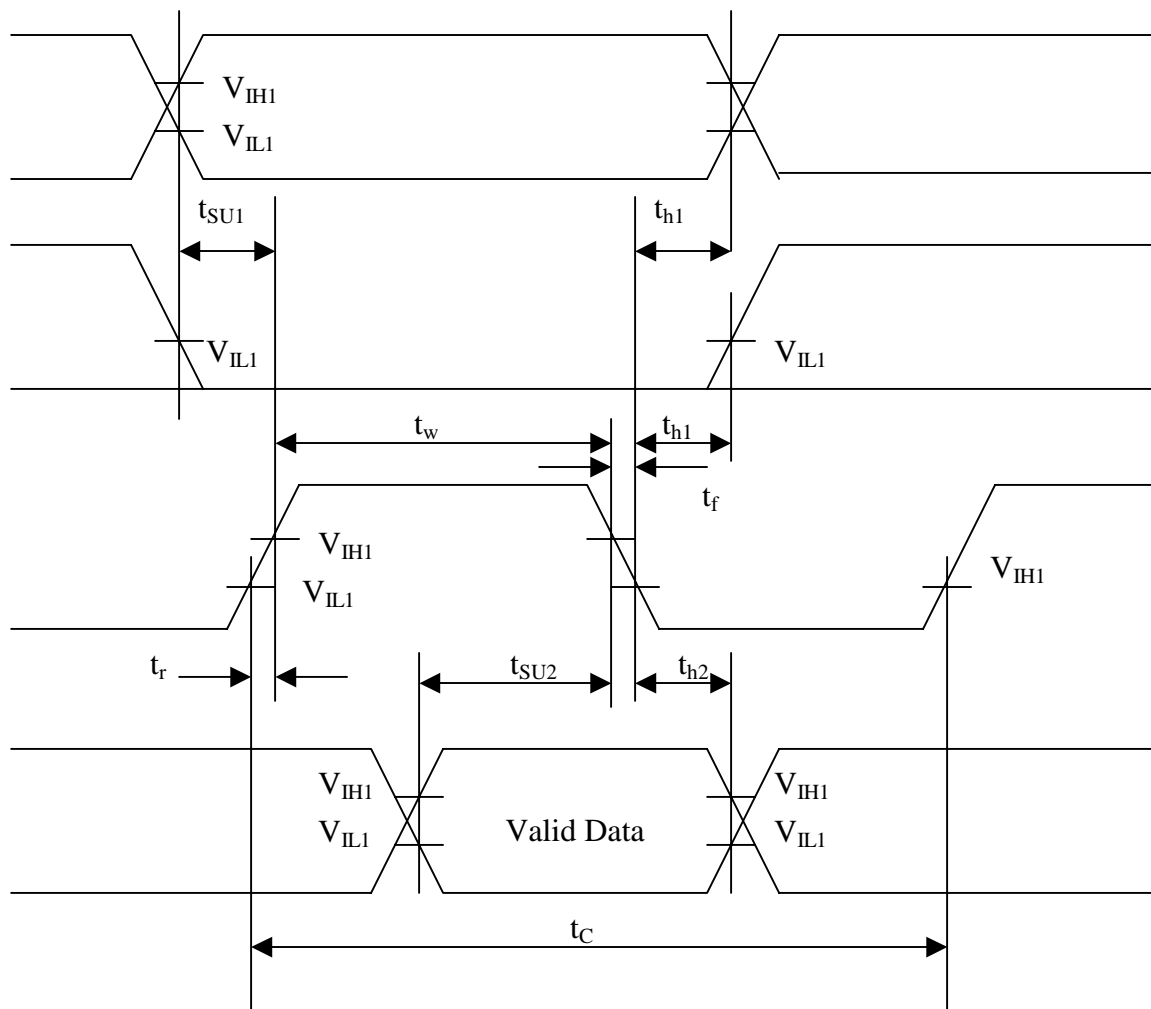 V_IH1
V_IL1
t_SU1 t_h1
V_IL1 V_IL1
t_w t_h1
t_f
V_IH1 V_IH1
V_IL1
t_r t_SU2 t_h2
V_IH1 V_IH1
V_IL1 Valid Data V_IL1
t_C